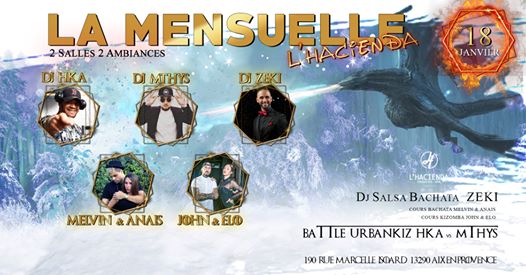 LA MENSUELLE
2 SALLES 2 AMBIANCES
L'HACIENDA
18
JANVIER
DJ HKA
DJ MTHYS
DJ ZEKI
MELVIN & ANAIS
JOHN & ELO
L'HACIENDA
DJ SALSA BACHATA ZEKI
COURS BACHATA MELVIN & ANAIS
COURS KIZOMBA JOHN & ELO
BATTLE URBANKIZ HKA VS MTHYS
190 RUE MARCELLE ISOARD 13290 AIX EN PROVENCE